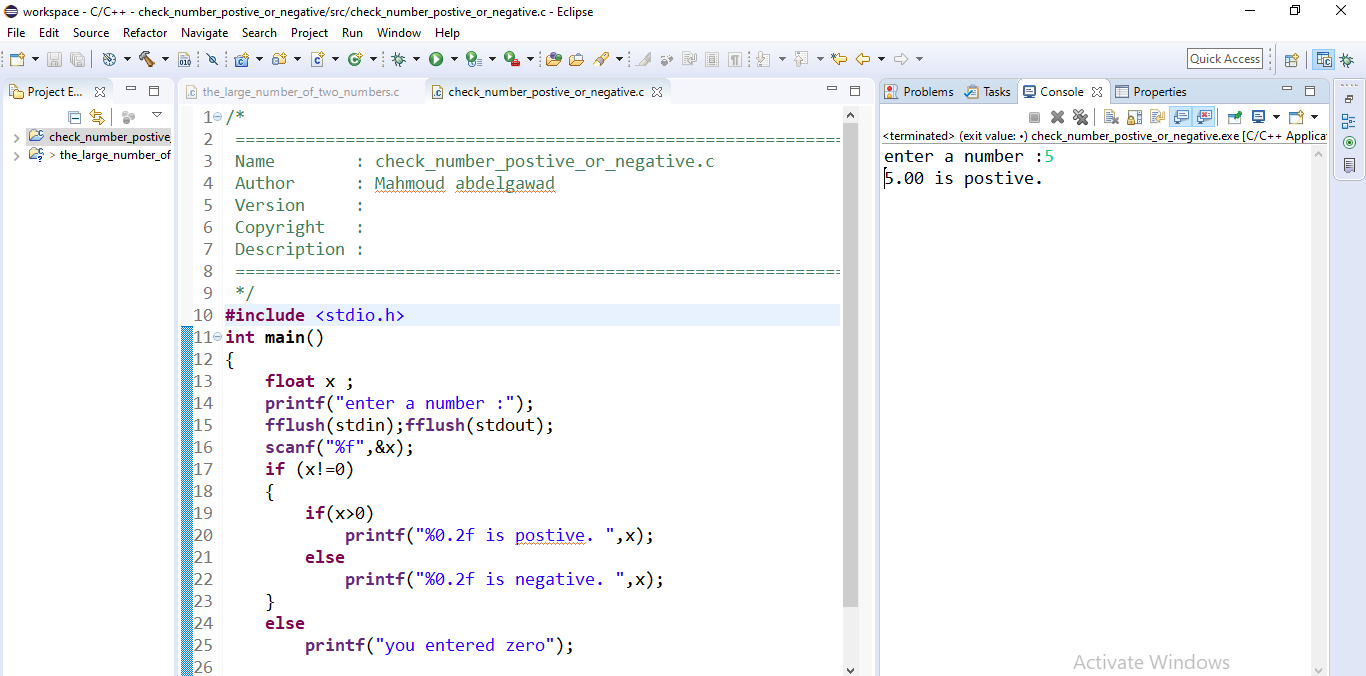 workspace - C/C++ - check_number_postive_or_negative/src/check_number_postive_or_negative.c - Eclipse
File Edit Source Refactor Navigate Search Project Run Window Help
Quick Access
Project E...
check_number_postive
> the_large_number_of
the_large_number_of_two_numbers.c
check_number_postive_or_negative.c
1 /*
2 ============================================================
3 Name : check_number_postive_or_negative.c
4 Author : Mahmoud abdelgawad
5 Version :
6 Copyright :
7 Description :
8 ============================================================
9 */
10 #include <stdio.h>
11 int main()
12 {
13 float x ;
14 printf("enter a number :");
15 fflush(stdin);fflush(stdout);
16 scanf("%f",&x);
17 if (x!=0)
18 {
19 if(x>0)
20 printf("%0.2f is postive. ",x);
21 else
22 printf("%0.2f is negative. ",x);
23 }
24 else
25 printf("you entered zero");
26
Problems Tasks Console Properties
<terminated> (exit value: ٠) check_number_postive_or_negative.exe [C/C++ Applica
enter a number :5
5.00 is postive.
Activate Windows